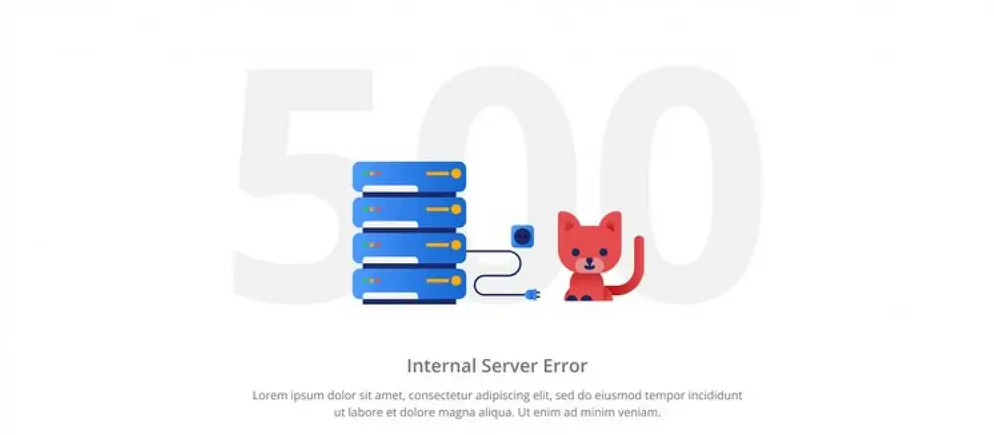 500
Internal Server Error
Lorem ipsum dolor sit amet, consectetur adipiscing elit, sed do eiusmod tempor incididunt
ut labore et dolore magna aliqua. Ut enim ad minim veniam.